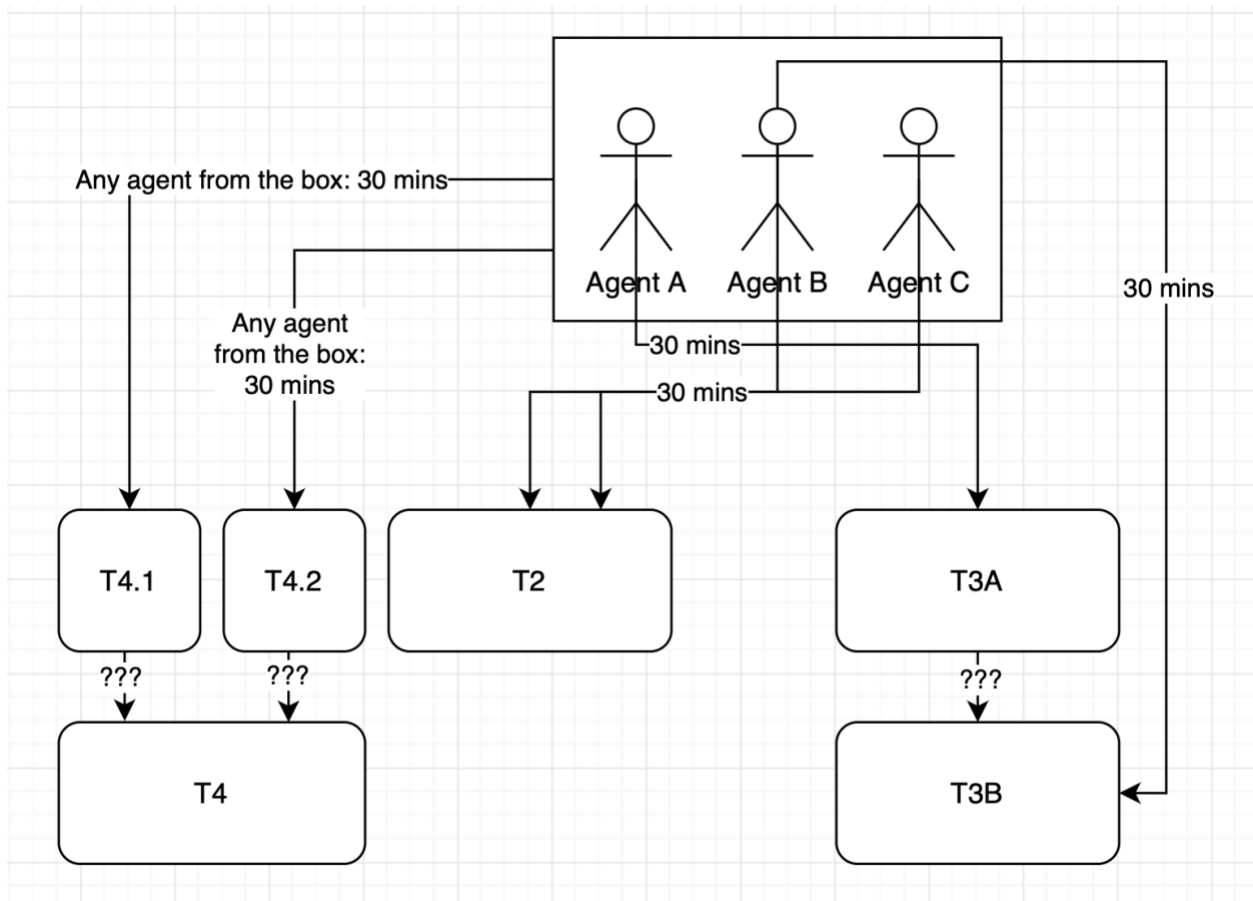 Any agent from the box: 30 mins
Agent A
Agent B
Agent C
30 mins
Any agent
from the box:
30 mins
30 mins
30 mins
T4.1
T4.2
T2
T3A
???
???
???
T4
T3B